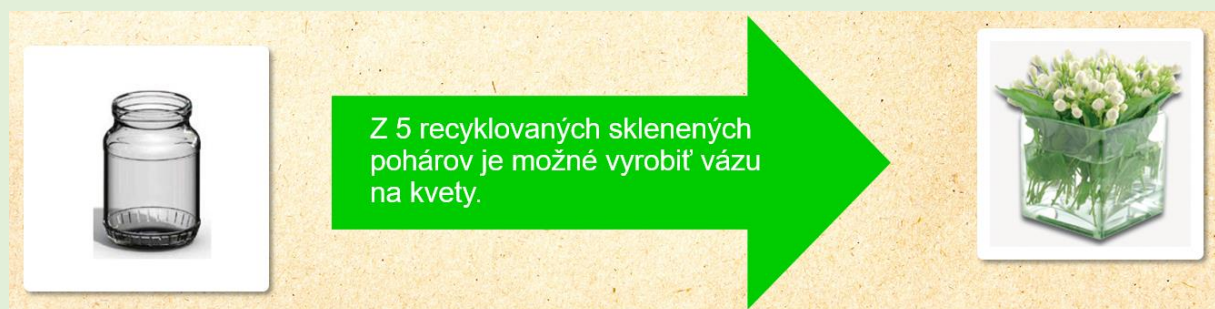 Z 5 recyklovaných sklenených
pohárov je možné vyrobiť vázu
na kvety.